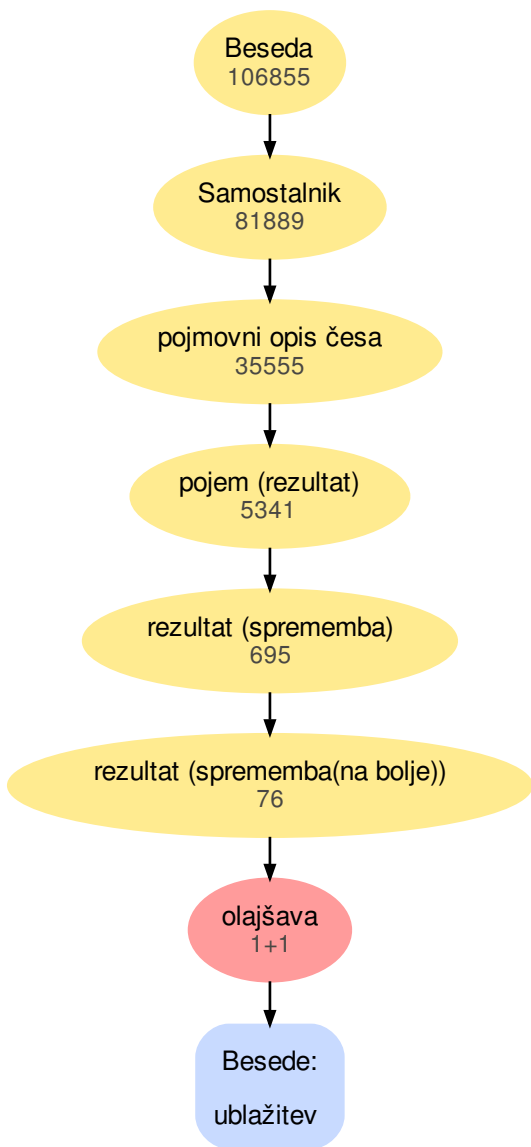 Beseda
106855
Samostalnik
81889
pojmovni opis česa
35555
pojem (rezultat)
5341
rezultat (sprememba)
695
rezultat (sprememba(na bolje))
76
olajšava
1+1
Besede:
ublažitev